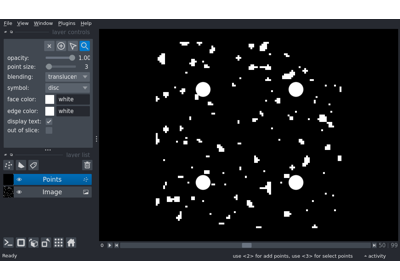 File View Window Plugins Help
layer controls
opacity: 1.00
point size: 3
blending: translucen
symbol: disc
face color: white
edge color: white
display text:
out of slice:
layer list
Points
Image
0 50 99
Ready use <2> for add points, use <3> for select points activity